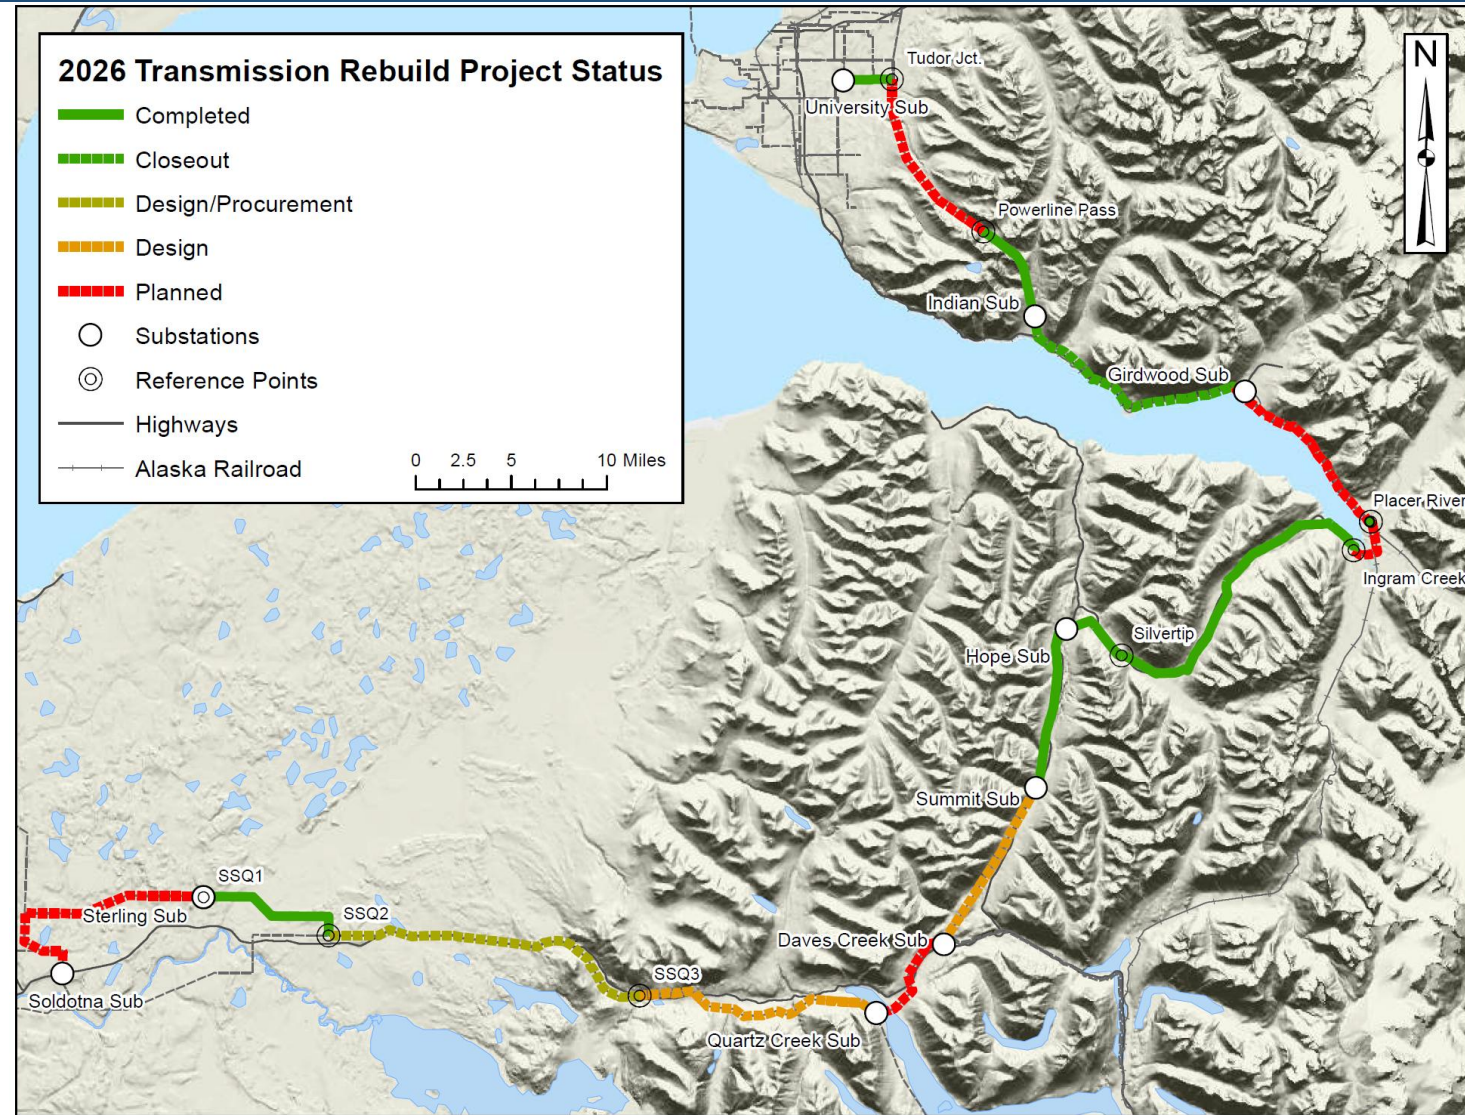 2026 Transmission Rebuild Project Status
Completed
Closeout
Design/Procurement
Design
Planned
Substations
Reference Points
Highways
Alaska Railroad
0 2.5 5 10 Miles
N
Tudor Jct.
University Sub
Powerline Pass
Indian Sub
Girdwood Sub
Placer River
Ingram Creek
Silvertip
Hope Sub
Summit Sub
SSQ1
Sterling Sub
SSQ2
Daves Creek Sub
SSQ3
Soldotna Sub
Quartz Creek Sub